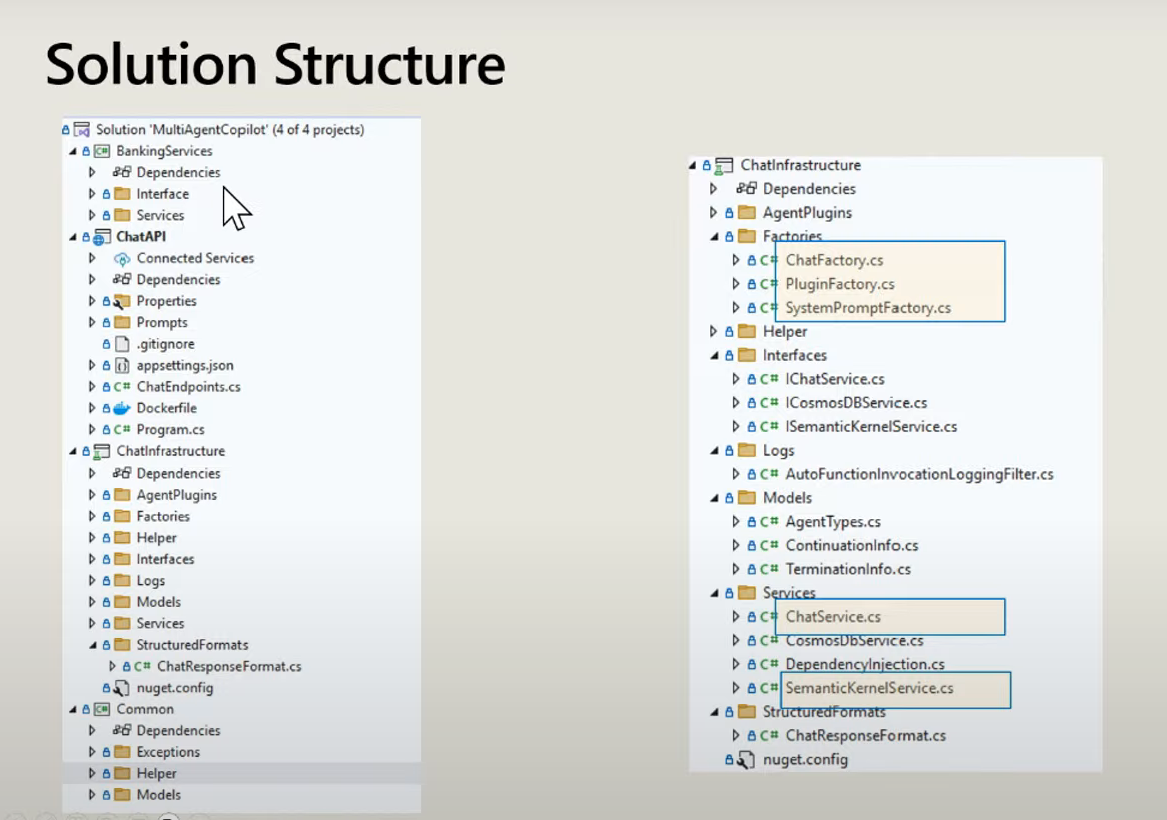 Solution Structure
Solution 'MultiAgentCopilot' (4 of 4 projects)
BankingServices
Dependencies
Interface
Services
ChatAPI
Connected Services
Dependencies
Properties
Prompts
.gitignore
appsettings.json
ChatEndpoints.cs
Dockerfile
Program.cs
ChatInfrastructure
Dependencies
AgentPlugins
Factories
Helper
Interfaces
Logs
Models
Services
StructuredFormats
ChatResponseFormat.cs
nuget.config
Common
Dependencies
Exceptions
Helper
Models
ChatInfrastructure
Dependencies
AgentPlugins
Factories
ChatFactory.cs
PluginFactory.cs
SystemPromptFactory.cs
Helper
Interfaces
IChatService.cs
ICosmosDBService.cs
ISemanticKernelService.cs
Logs
AutoFunctionInvocationLoggingFilter.cs
Models
AgentTypes.cs
ContinuationInfo.cs
TerminationInfo.cs
Services
ChatService.cs
CosmosDbService.cs
DependencyInjection.cs
SemanticKernelService.cs
StructuredFormats
ChatResponseFormat.cs
nuget.config